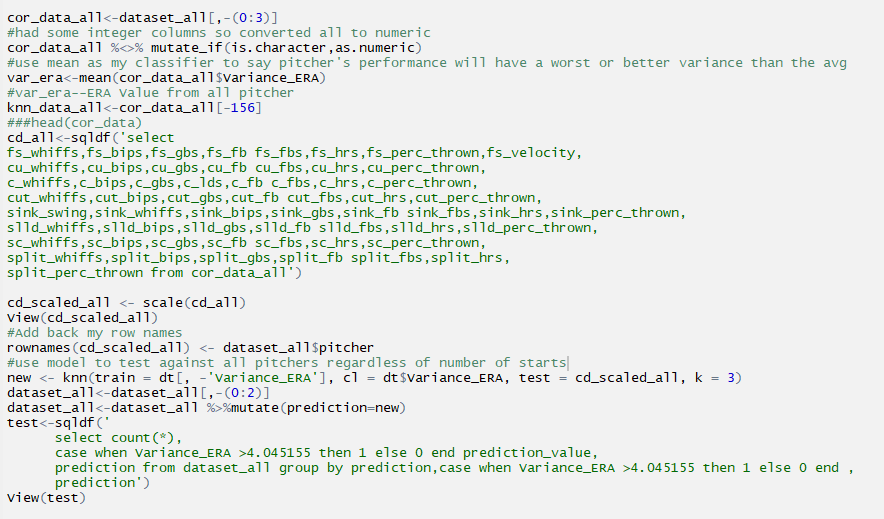 cor_data_all<-dataset_all[,-(0:3)]
#had some integer columns so converted all to numeric
cor_data_all %<>% mutate_if(is.character,as.numeric)
#use mean as my classifier to say pitcher's performance will have a worst or better variance than the avg
var_era<-mean(cor_data_all$Variance_ERA)
#var_era--ERA Value from all pitcher
knn_data_all<-cor_data_all[-156]
###head(cor_data)
cd_all<-sqldf('select
fs_whiffs,fs_bips,fs_gbs,fs_fb fs_fbs,fs_hrs,fs_perc_thrown,fs_velocity,
cu_whiffs,cu_bips,cu_gbs,cu_fb cu_fbs,cu_hrs,cu_perc_thrown,
c_whiffs,c_bips,c_gbs,c_lds,c_fb c_fbs,c_hrs,c_perc_thrown,
cut_whiffs,cut_bips,cut_gbs,cut_fb cut_fbs,cut_hrs,cut_perc_thrown,
sink_swing,sink_whiffs,sink_bips,sink_gbs,sink_fb sink_fbs,sink_hrs,sink_perc_thrown,
slld_whiffs,slld_bips,slld_gbs,slld_fb slld_fbs,slld_hrs,slld_perc_thrown,
sc_whiffs,sc_bips,sc_gbs,sc_fb sc_fbs,sc_hrs,sc_perc_thrown,
split_whiffs,split_bips,split_gbs,split_fb split_fbs,split_hrs,
split_perc_thrown from cor_data_all')
cd_scaled_all <- scale(cd_all)
View(cd_scaled_all)
#Add back my row names
rownames(cd_scaled_all) <- dataset_all$pitcher
#use model to test against all pitchers regardless of number of starts
new <- knn(train = dt[, -'Variance_ERA'], cl = dt$Variance_ERA, test = cd_scaled_all, k = 3)
dataset_all<-dataset_all[,-(0:2)]
dataset_all<-dataset_all %>%mutate(prediction=new)
test<-sqldf('
select count(*),
case when Variance_ERA >4.045155 then 1 else 0 end prediction_value,
prediction from dataset_all group by prediction,case when Variance_ERA >4.045155 then 1 else 0 end ,
prediction')
View(test)